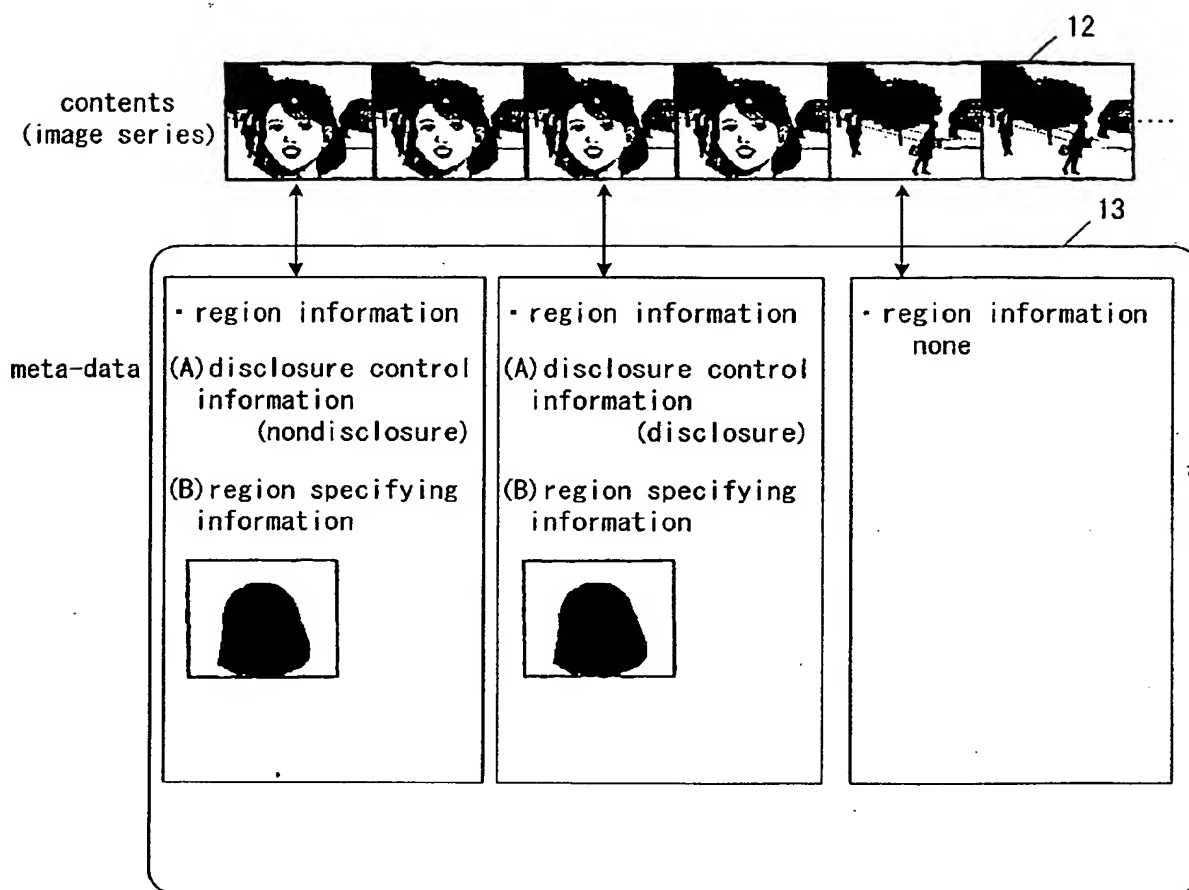 12
contents
(image series)
13
meta-data
・region information
(A)disclosure control
information
(nondisclosure)
(B)region specifying
information
・region information
(A)disclosure control
information
(disclosure)
(B)region specifying
information
・region information
none